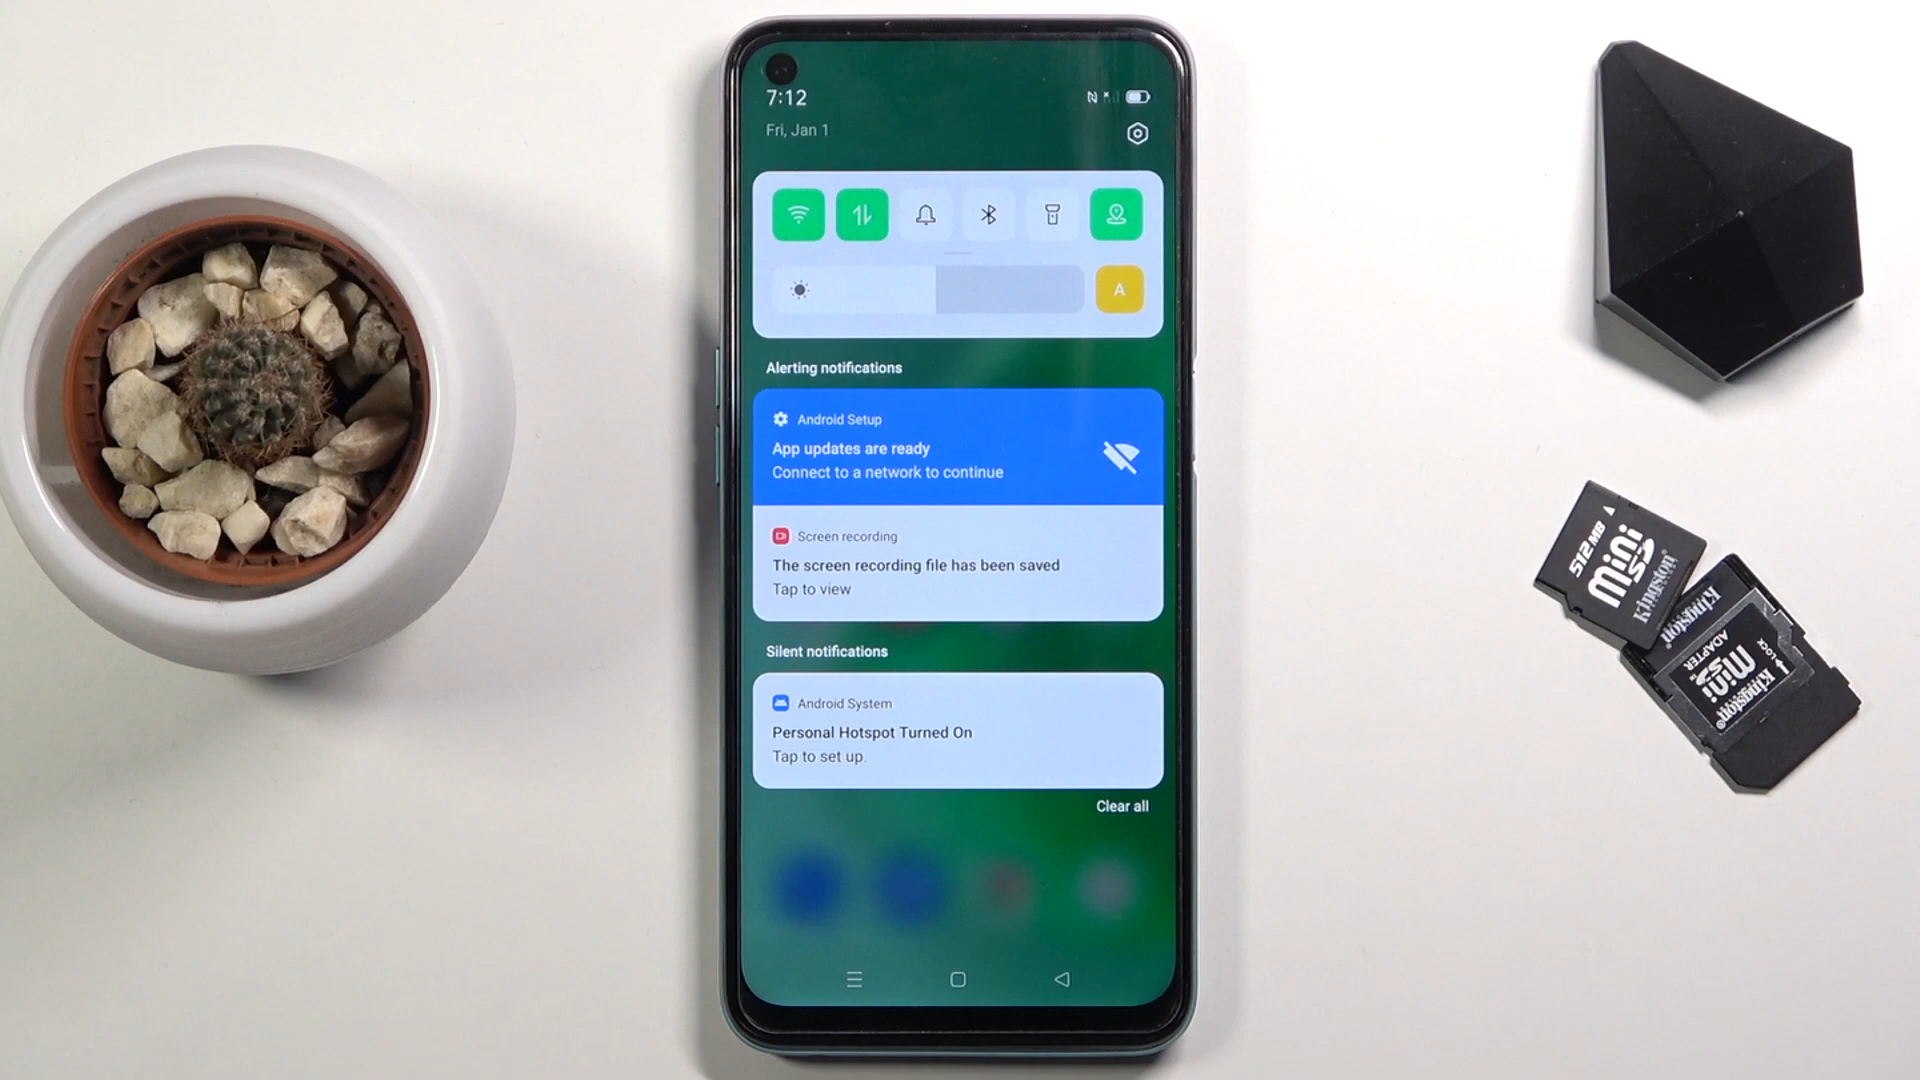 7:12
Fri, Jan 1
A
Alerting notifications
Android Setup
App updates are ready
Connect to a network to continue
Screen recording
The screen recording file has been saved
Tap to view
Silent notifications
Android System
Personal Hotspot Turned On
Tap to set up.
Clear all
512MB
mini
SD
Kingston®
Kingston
ADAPTER
mini
SD
LOCK
Kingston®